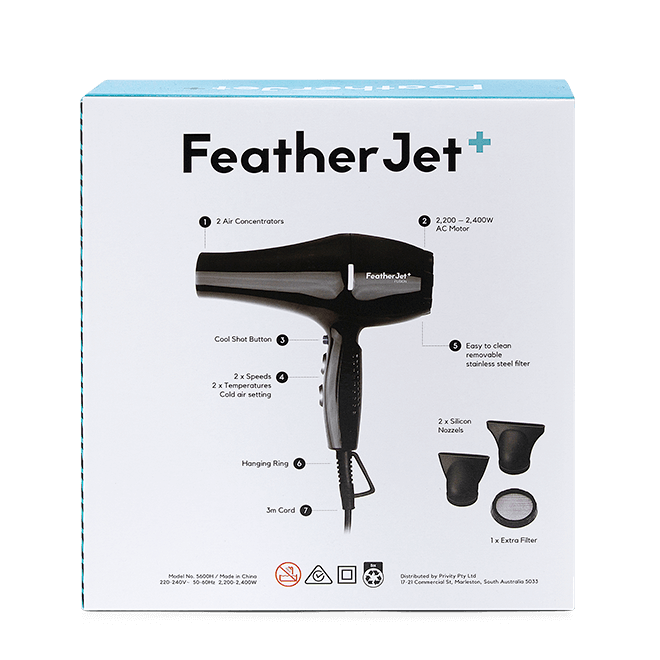 FeatherJet+
FeatherJet+
1 2 Air Concentrators
2 2,200 – 2,400W
AC Motor
FeatherJet+
Cool Shot Button 3
5 Easy to clean
removable
stainless steel filter
2 x Speeds 4
2 x Temperatures
Cold air setting
2 x Silicon
Nozzels
Hanging Ring 6
3m Cord 7
1 x Extra Filter
Model No. 5600H / Made in China
220-240V~ 50-60Hz 2,200-2,400W
Distributed by Privity Pty Ltd
17-21 Commercial St, Marleston, South Australia 5033